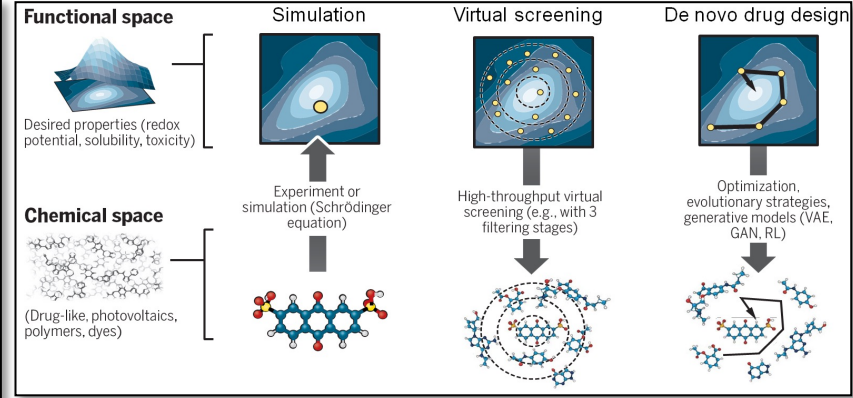 Functional space
Simulation
Virtual screening
De novo drug design
Desired properties (redox
potential, solubility, toxicity)
Experiment or
simulation (Schrödinger
equation)
High-throughput virtual
screening (e.g., with 3
filtering stages)
Optimization,
evolutionary strategies,
generative models (VAE,
GAN, RL)
Chemical space
(Drug-like, photovoltaics,
polymers, dyes)